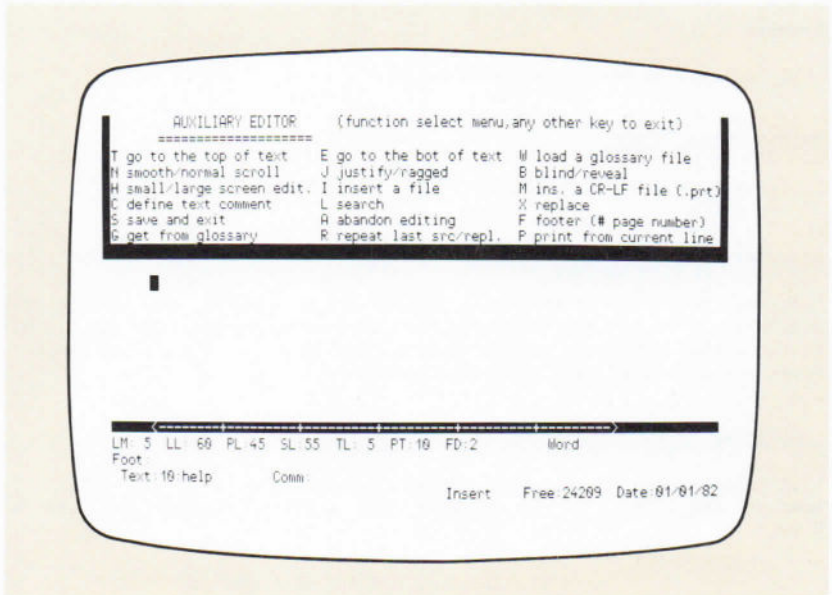 AUXILIARY EDITOR (function select menu,any other key to exit)
====================
T go to the top of text E go to the bot of text W load a glossary file
N smooth/normal scroll J justify/ragged B blind/reveal
H small/large screen edit. I insert a file M ins. a CR-LF file (.prt)
C define text comment L search X replace
S save and exit A abandon editing F footer (# page number)
G get from glossary R repeat last src/repl. P print from current line
LM: 5 LL: 60 PL:45 SL:55 TL: 5 PT:10 FD:2 Word
Foot:
Text:10:help Comm:
Insert Free:24209 Date:01/01/82